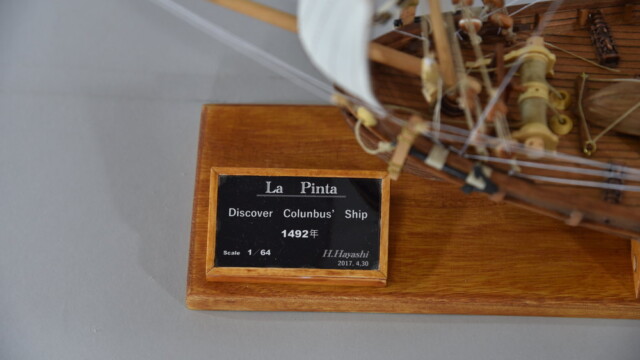 La Pinta
Discover Colunbus' Ship
1492年
Scale 1/64
H.Hayashi
2017,4,30